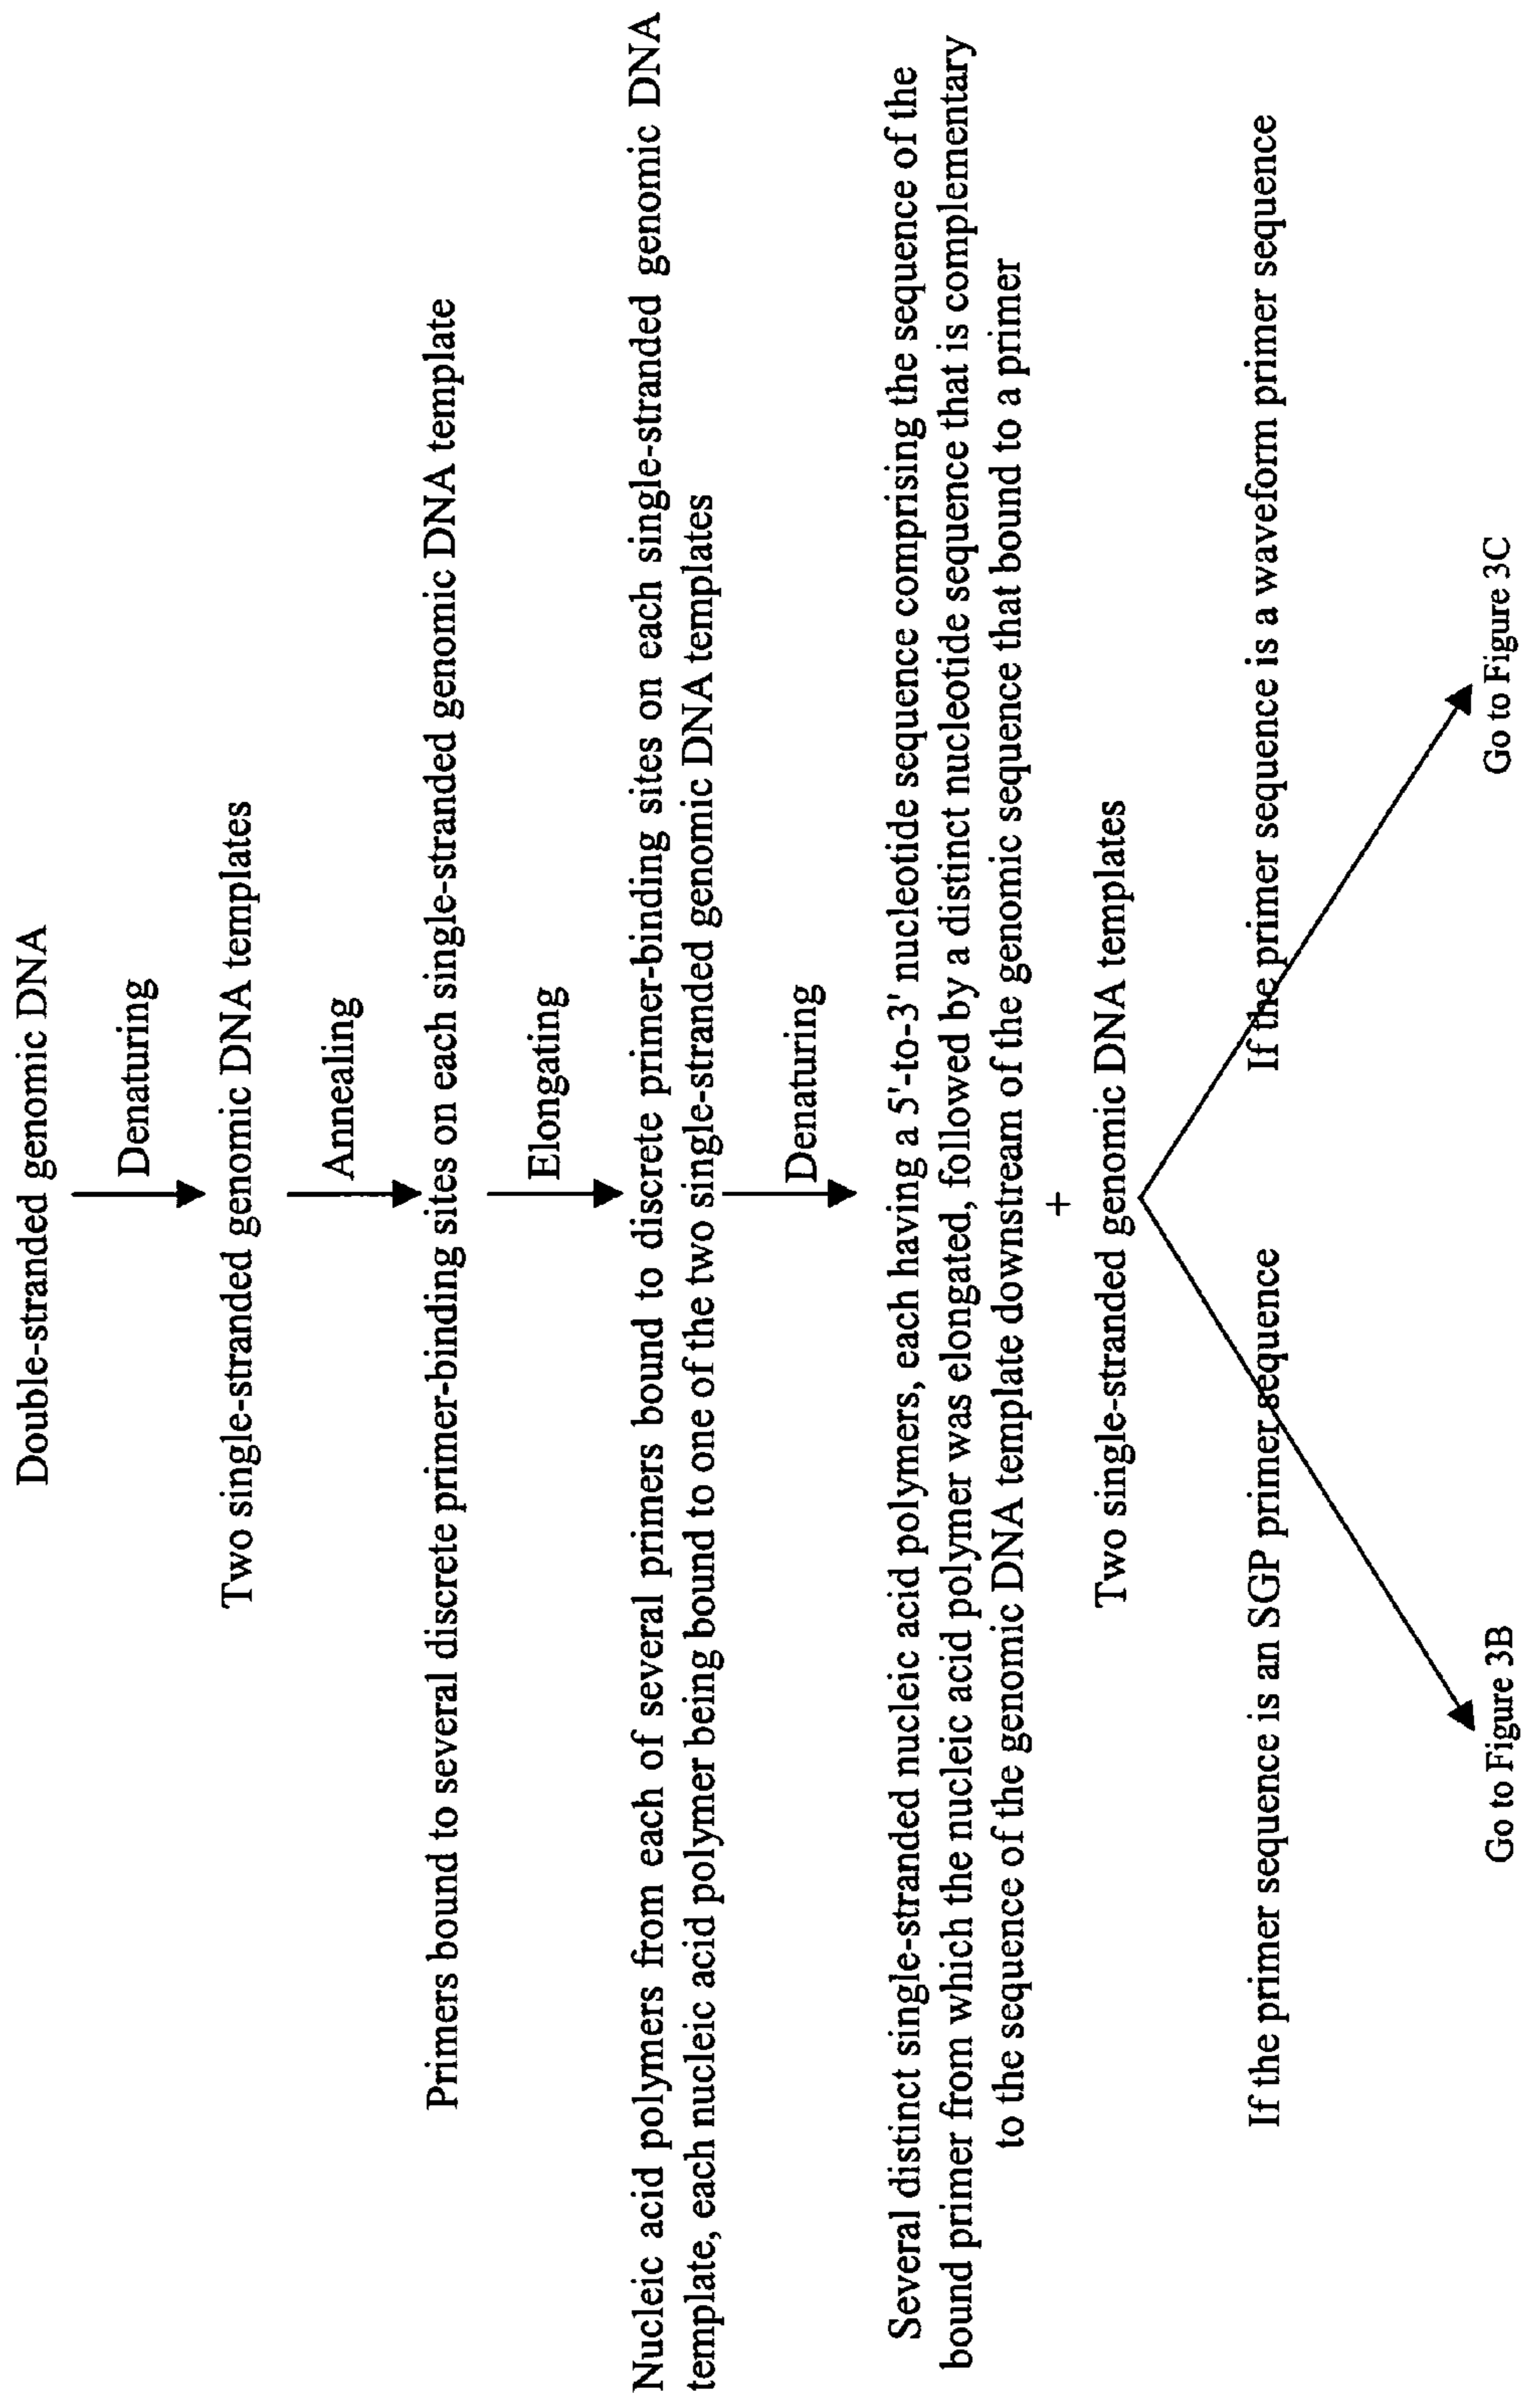 Double-stranded genomic DNA
Denaturing
Two single-stranded genomic DNA templates
Annealing
Primers bound to several discrete primer-binding sites on each single-stranded genomic DNA template
Elongating
Nucleic acid polymers from each of several primers bound to discrete primer-binding sites on each single-stranded genomic DNA
template, each nucleic acid polymer being bound to one of the two single-stranded genomic DNA templates
Denaturing
Several distinct single-stranded nucleic acid polymers, each having a 5'-to-3' nucleotide sequence comprising the sequence of the
bound primer from which the nucleic acid polymer was elongated, followed by a distinct nucleotide sequence that is complementary
to the sequence of the genomic DNA template downstream of the genomic sequence that bound to a primer
+
Two single-stranded genomic DNA templates
If the primer sequence is an SGP primer sequence
If the primer sequence is a waveform primer sequence
Go to Figure 3B
Go to Figure 3C